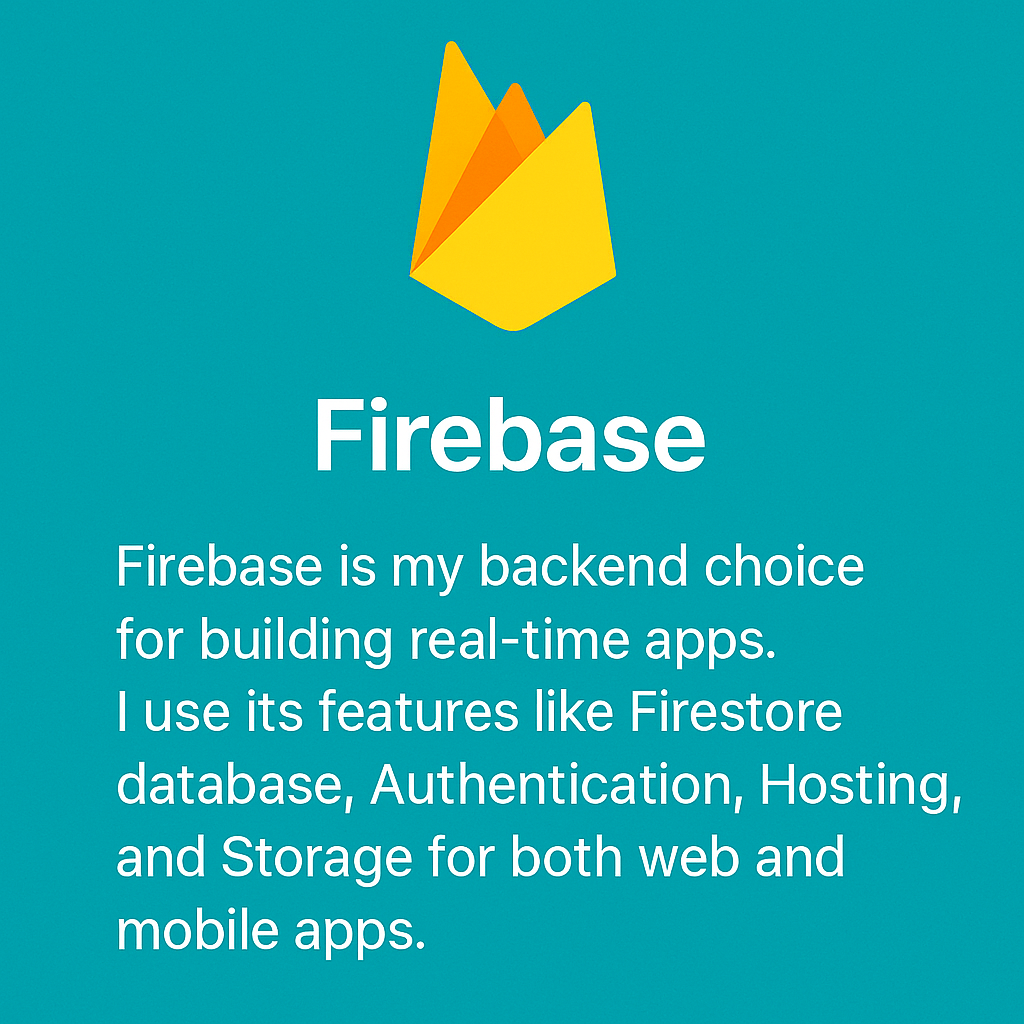 Firebase
Firebase is my backend choice
for building real-time apps.
I use its features like Firestore
database, Authentication, Hosting,
and Storage for both web and
mobile apps.